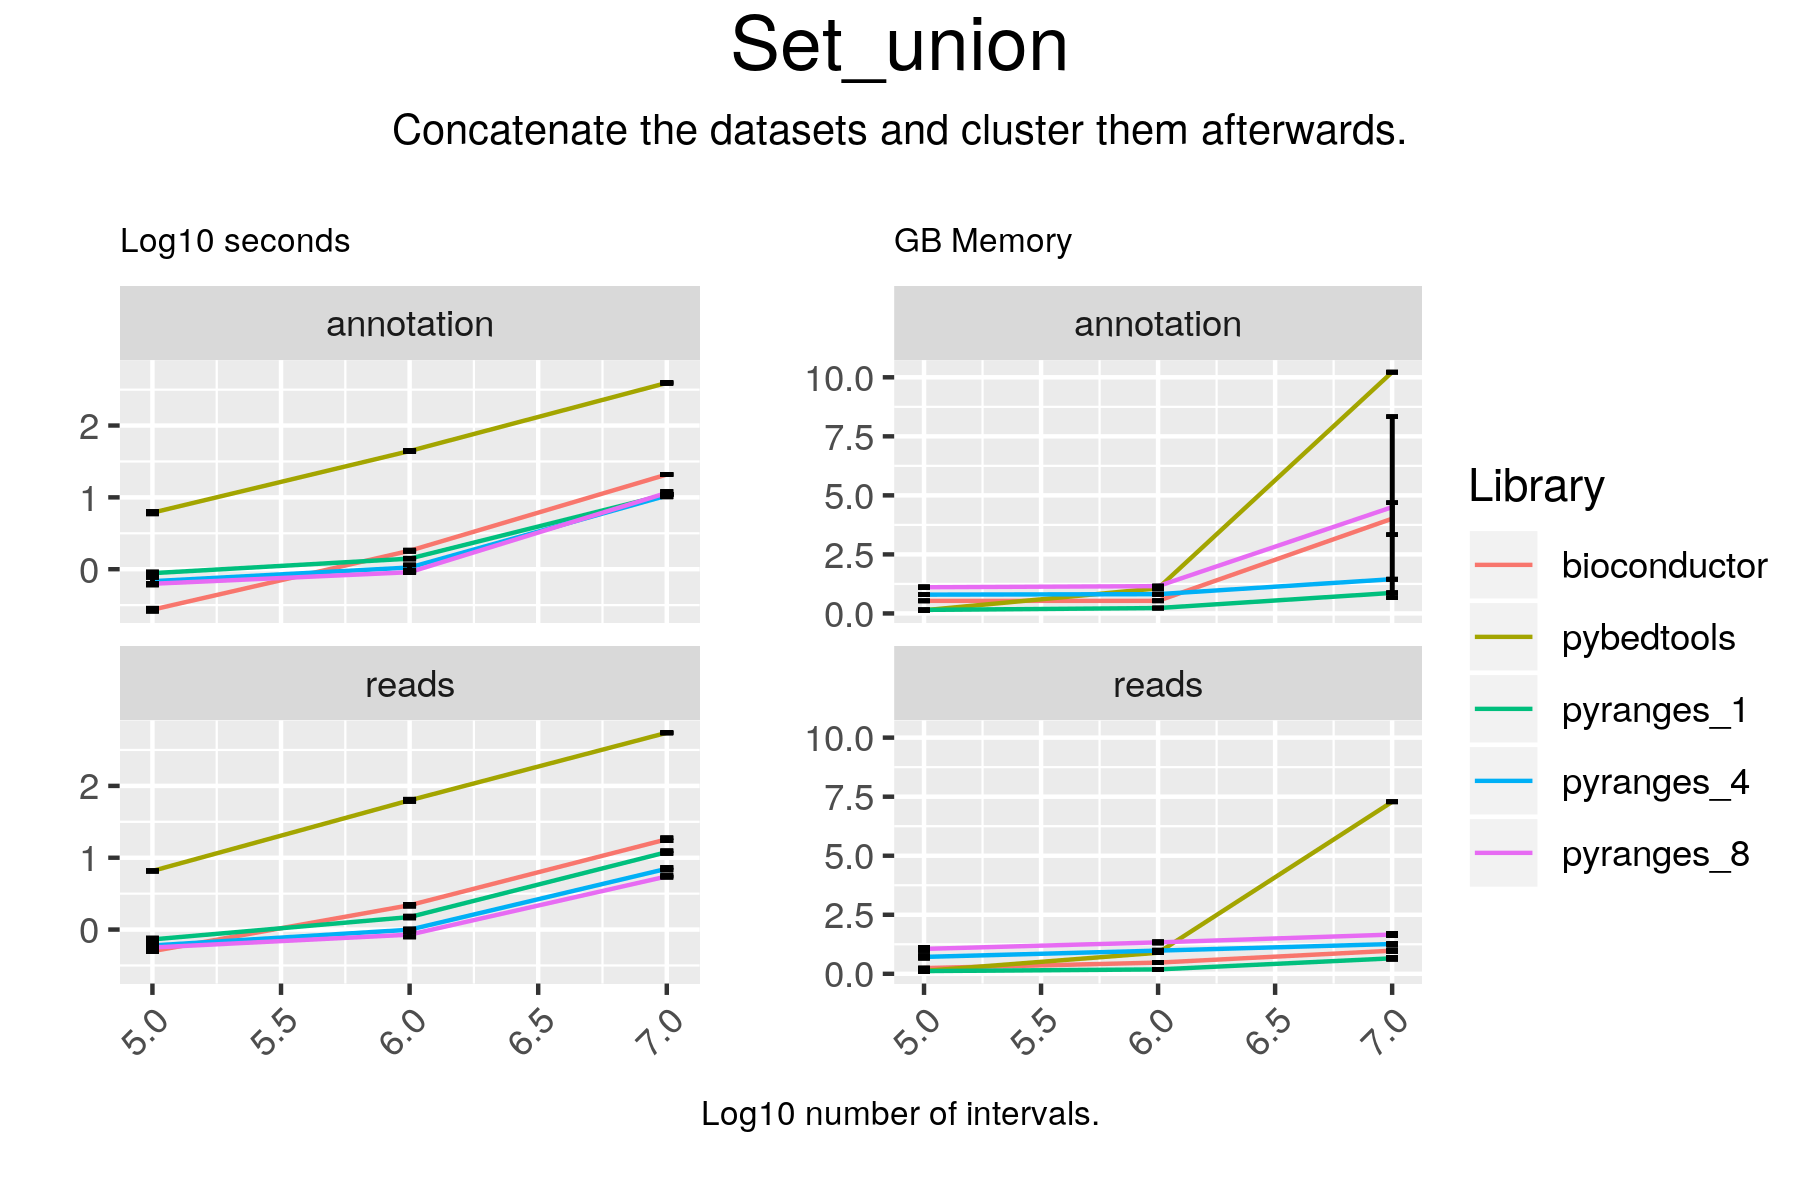 Set_union
Concatenate the datasets and cluster them afterwards.
Log10 seconds
annotation
2
1
0
reads
2
1
0
5.0
5.5
6.0
6.5
7.0
GB Memory
annotation
10.0
7.5
5.0
2.5
0.0
reads
10.0
7.5
5.0
2.5
0.0
5.0
5.5
6.0
6.5
7.0
Library
bioconductor
pybedtools
pyranges_1
pyranges_4
pyranges_8
Log10 number of intervals.